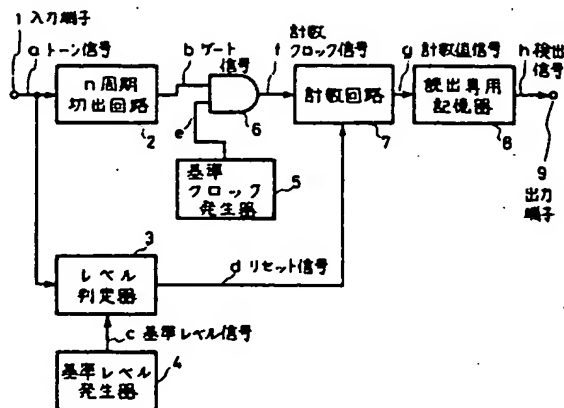 1 入力端子
a トーン信号
n周期
切出回路
2
b ゲート
信号
e
6
f 計数
クロック信号
計数回路
7
g 計数値信号
読出専用
記憶器
8
h 検出
信号
9
出力
端子
基準
クロック
発生器
5
3
レベル
判定器
d リセット信号
c 基準レベル信号
基準レベル
発生器
4